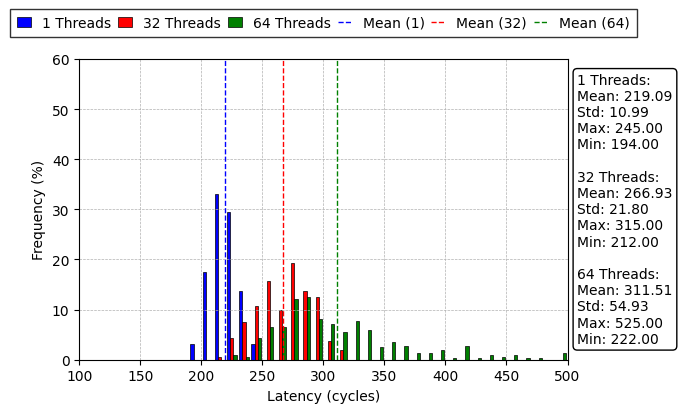 1 Threads 32 Threads 64 Threads Mean (1) Mean (32) Mean (64)
60
50
40
30
20
10
0
Frequency (%)
100 150 200 250 300 350 400 450 500
Latency (cycles)
1 Threads:
Mean: 219.09
Std: 10.99
Max: 245.00
Min: 194.00
32 Threads:
Mean: 266.93
Std: 21.80
Max: 315.00
Min: 212.00
64 Threads:
Mean: 311.51
Std: 54.93
Max: 525.00
Min: 222.00